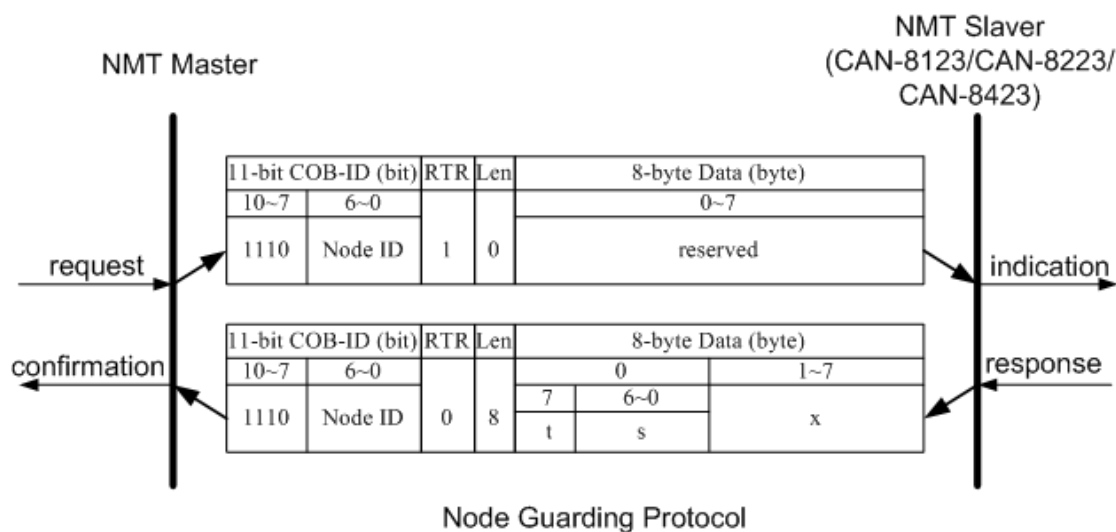 NMT Master
NMT Slaver
(CAN-8123/CAN-8223/
CAN-8423)
11-bit COB-ID (bit) RTR Len 8-byte Data (byte)
10~7 6~0 0~7
1110 Node ID 1 0 reserved
request
indication
11-bit COB-ID (bit) RTR Len 8-byte Data (byte)
10~7 6~0 0 1~7
1110 Node ID 0 8 7 6~0 x
t s
confirmation
response
Node Guarding Protocol